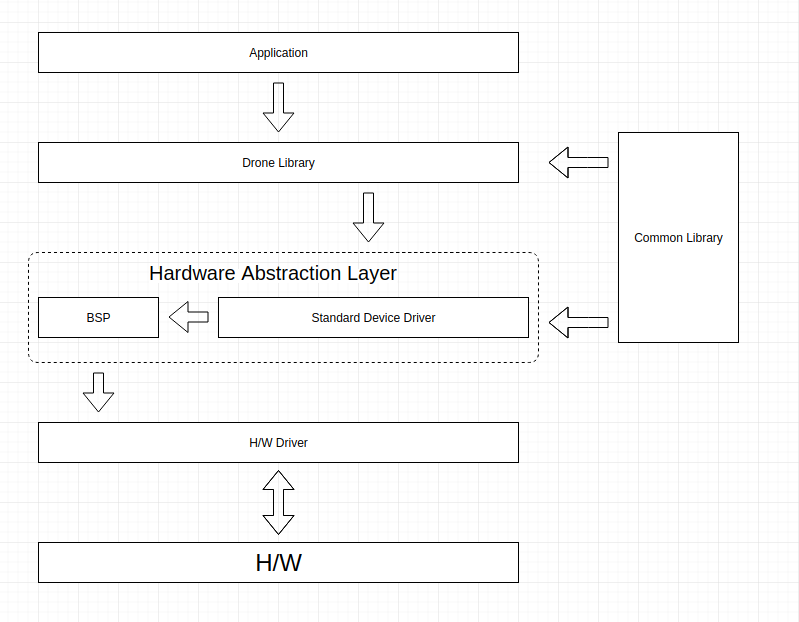 Application
Drone Library
Common Library
Hardware Abstraction Layer
BSP
Standard Device Driver
H/W Driver
H/W